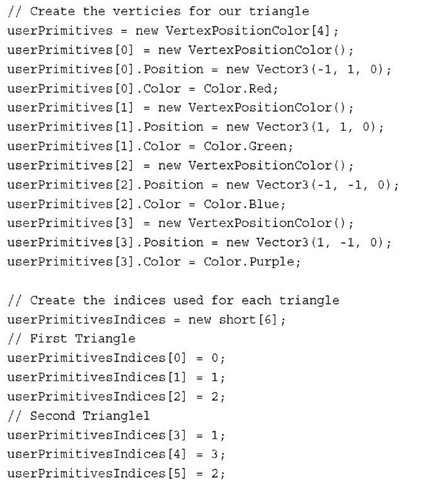 // Create the verticies for our triangle
userPrimitives = new VertexPositionColor[4];
userPrimitives[0] = new VertexPositionColor();
userPrimitives[0].Position = new Vector3(-1, 1, 0);
userPrimitives[0].Color = Color.Red;
userPrimitives[1] = new VertexPositionColor();
userPrimitives[1].Position = new Vector3(1, 1, 0);
userPrimitives[1].Color = Color.Green;
userPrimitives[2] = new VertexPositionColor();
userPrimitives[2].Position = new Vector3(-1, -1, 0);
userPrimitives[2].Color = Color.Blue;
userPrimitives[3] = new VertexPositionColor();
userPrimitives[3].Position = new Vector3(1, -1, 0);
userPrimitives[3].Color = Color.Purple;
// Create the indices used for each triangle
userPrimitivesIndices = new short[6];
// First Triangle
userPrimitivesIndices[0] = 0;
userPrimitivesIndices[1] = 1;
userPrimitivesIndices[2] = 2;
// Second Trianglel
userPrimitivesIndices[3] = 1;
userPrimitivesIndices[4] = 3;
userPrimitivesIndices[5] = 2;